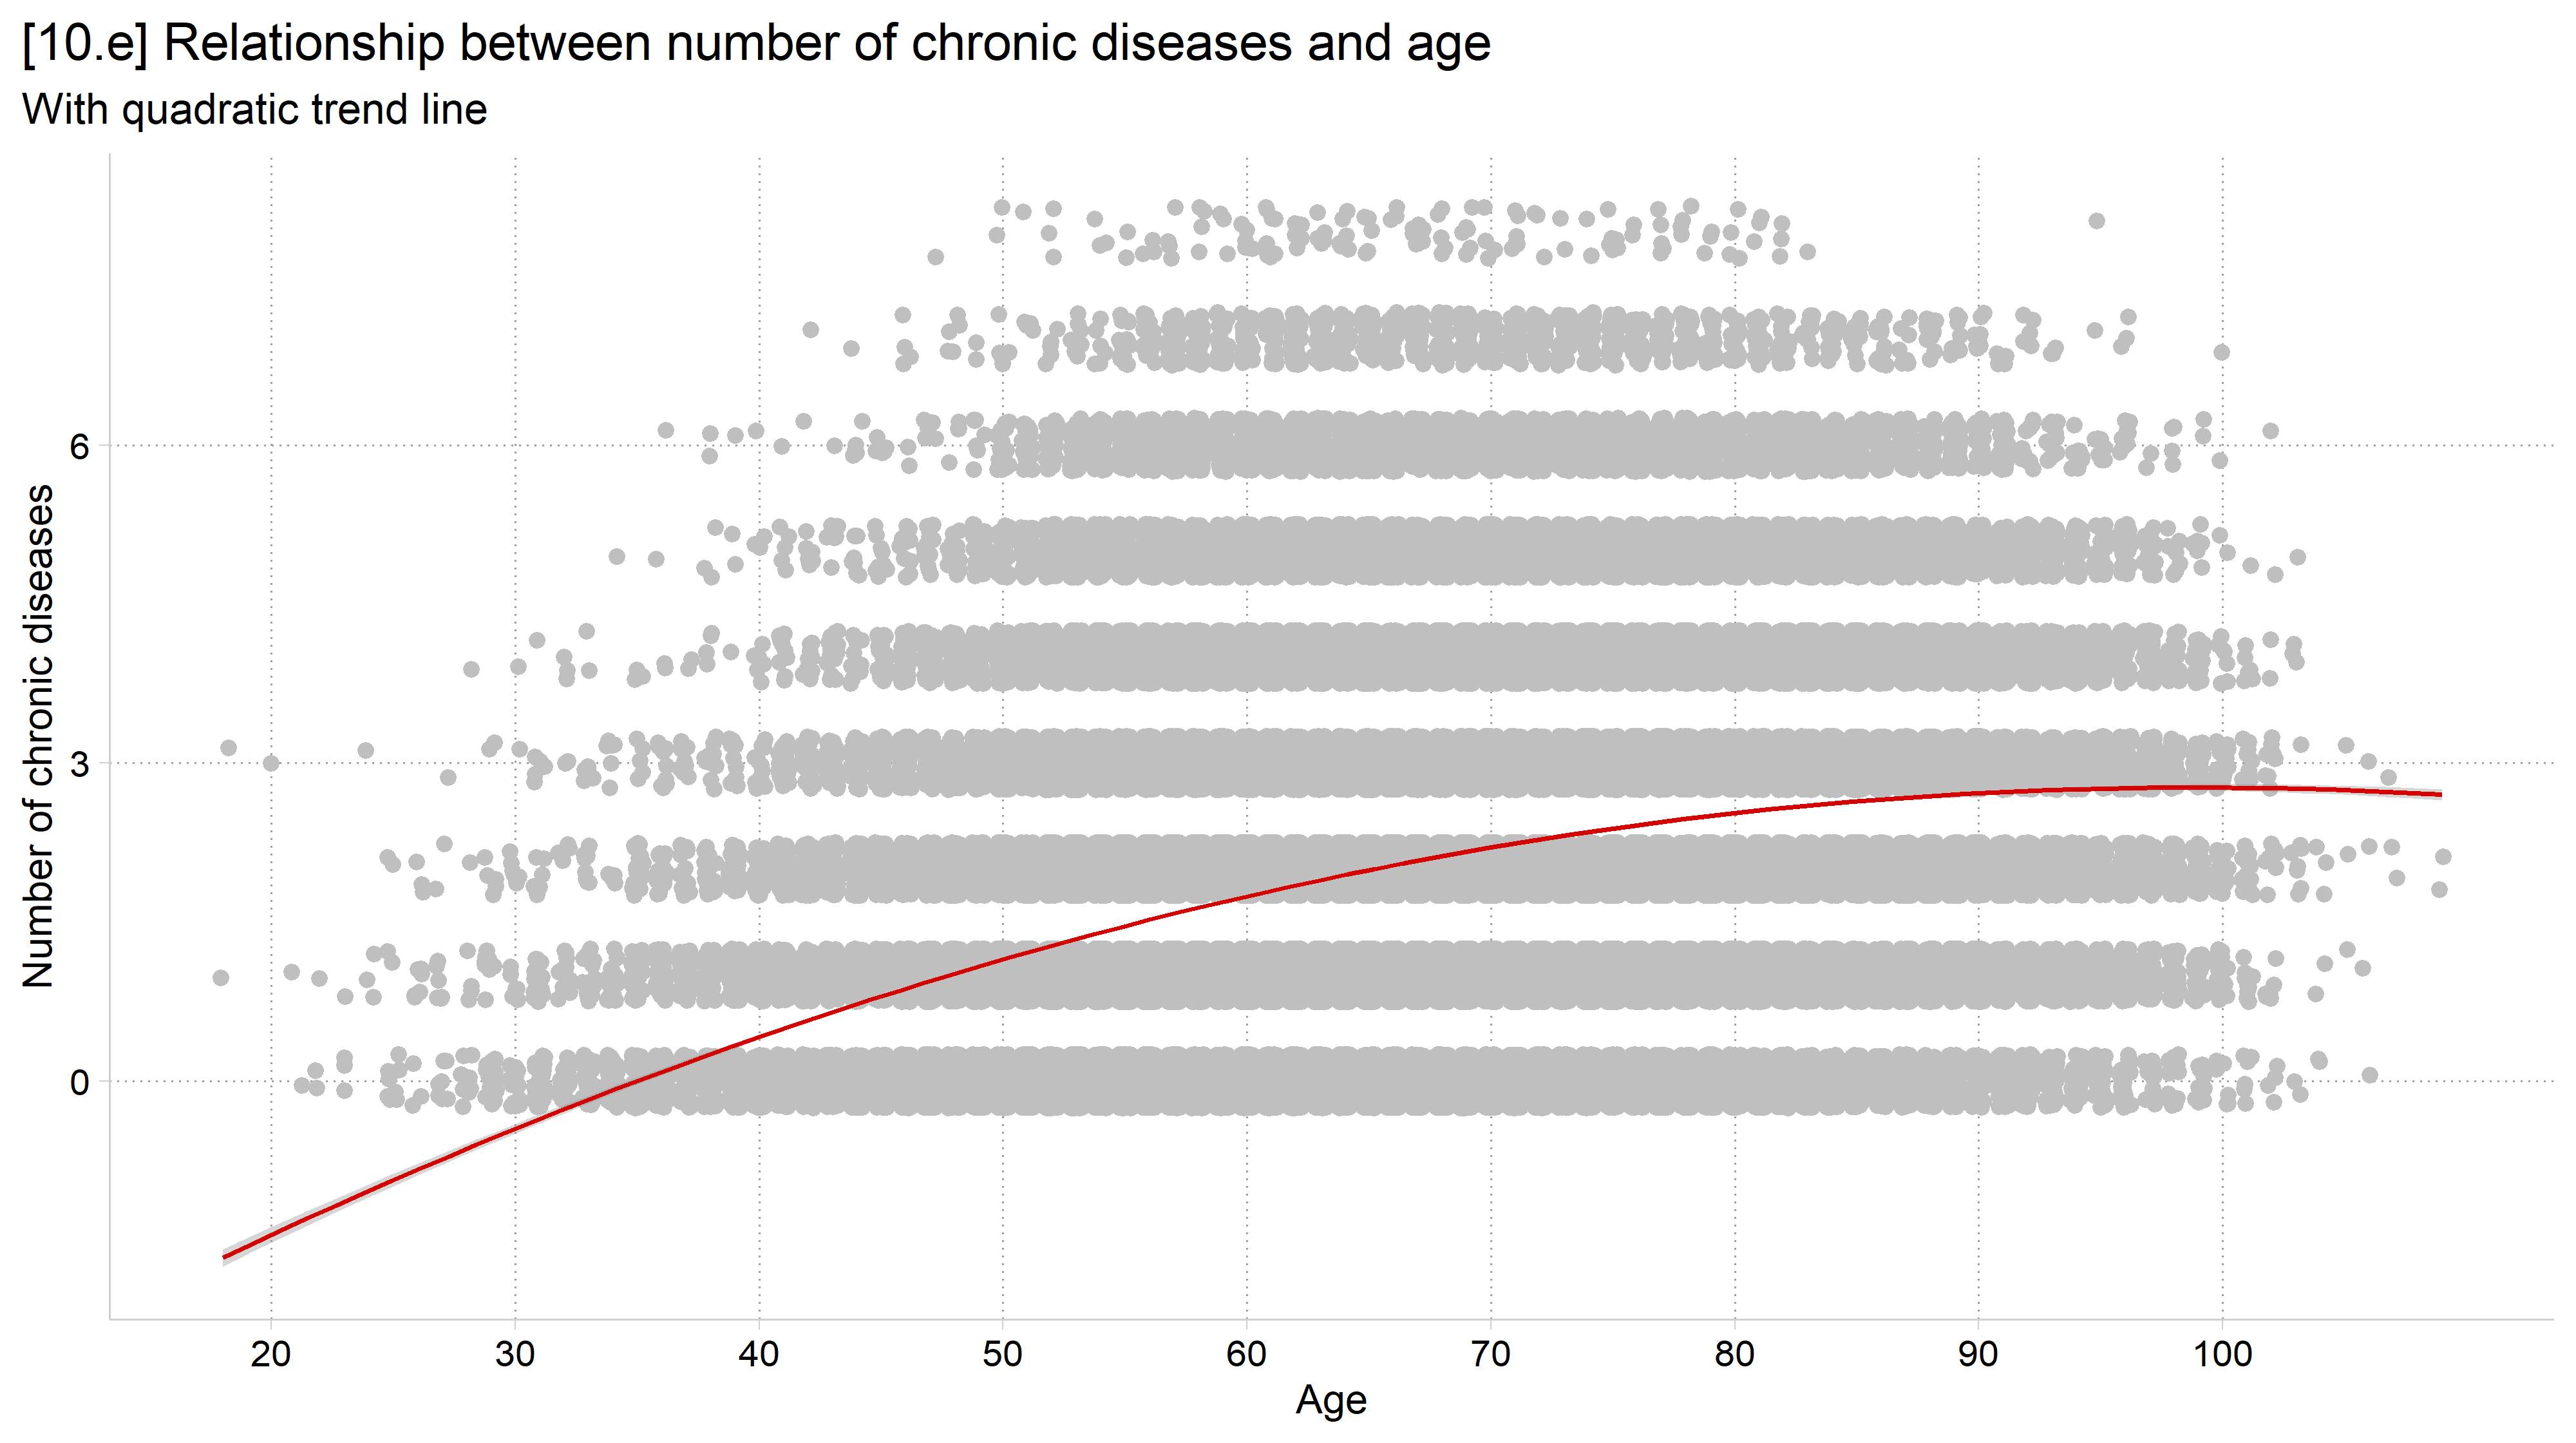 [10.e] Relationship between number of chronic diseases and age
With quadratic trend line
Number of chronic diseases
6
3
0
20 30 40 50 60 70 80 90 100
Age